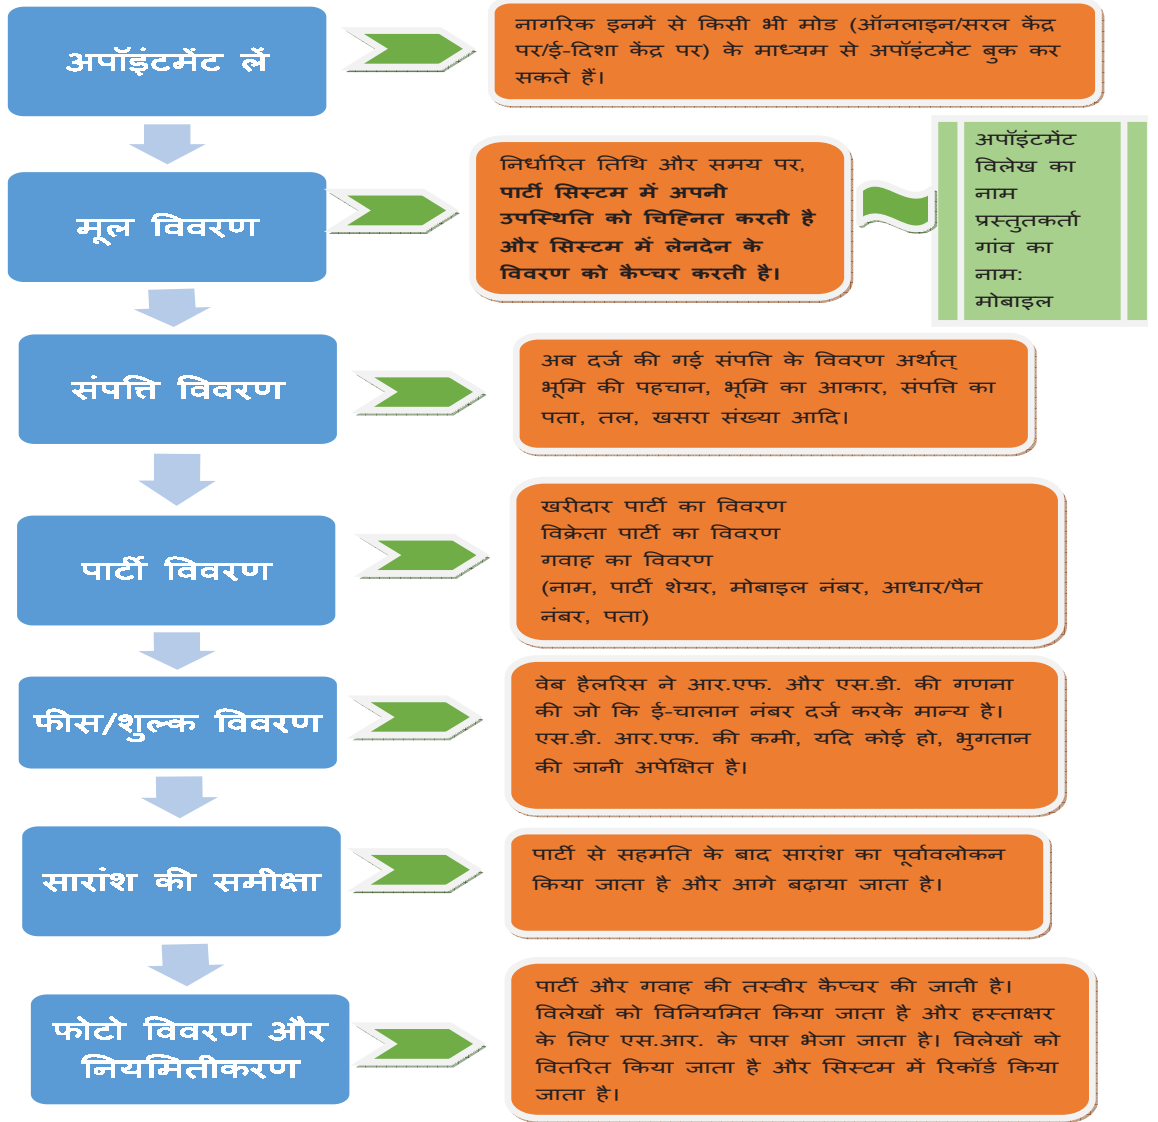 अपॉइंटमेंट लें
नागरिक इनमें से किसी भी मोड (ऑनलाइन/सरल केंद्र
पर/ई-दिशा केंद्र पर) के माध्यम से अपॉइंटमेंट बुक कर
सकते हैं।
मूल विवरण
निर्धारित तिथि और समय पर,
पार्टी सिस्टम में अपनी
उपस्थिति को चिह्नित करती है
और सिस्टम में लेनदेन के
विवरण को कैप्चर करती है।
अपॉइंटमेंट
विलेख का
नाम
प्रस्तुतकर्ता
गांव का
नाम:
मोबाइल
संपत्ति विवरण
अब दर्ज की गई संपत्ति के विवरण अर्थात्
भूमि की पहचान, भूमि का आकार, संपत्ति का
पता, तल, खसरा संख्या आदि।
पार्टी विवरण
खरीदार पार्टी का विवरण
विक्रेता पार्टी का विवरण
गवाह का विवरण
(नाम, पार्टी शेयर, मोबाइल नंबर, आधार/पैन
नंबर, पता)
फीस/शुल्क विवरण
वेब हैलरिस ने आर.एफ. और एस.डी. की गणना
की जो कि ई-चालान नंबर दर्ज करके मान्य है।
एस.डी. आर.एफ. की कमी, यदि कोई हो, भुगतान
की जानी अपेक्षित है।
सारांश की समीक्षा
पार्टी से सहमति के बाद सारांश का पूर्वावलोकन
किया जाता है और आगे बढ़ाया जाता है।
फोटो विवरण और
नियमितीकरण
पार्टी और गवाह की तस्वीर कैप्चर की जाती है।
विलेखों को विनियमित किया जाता है और हस्ताक्षर
के लिए एस.आर. के पास भेजा जाता है। विलेखों को
वितरित किया जाता है और सिस्टम में रिकॉर्ड किया
जाता है।